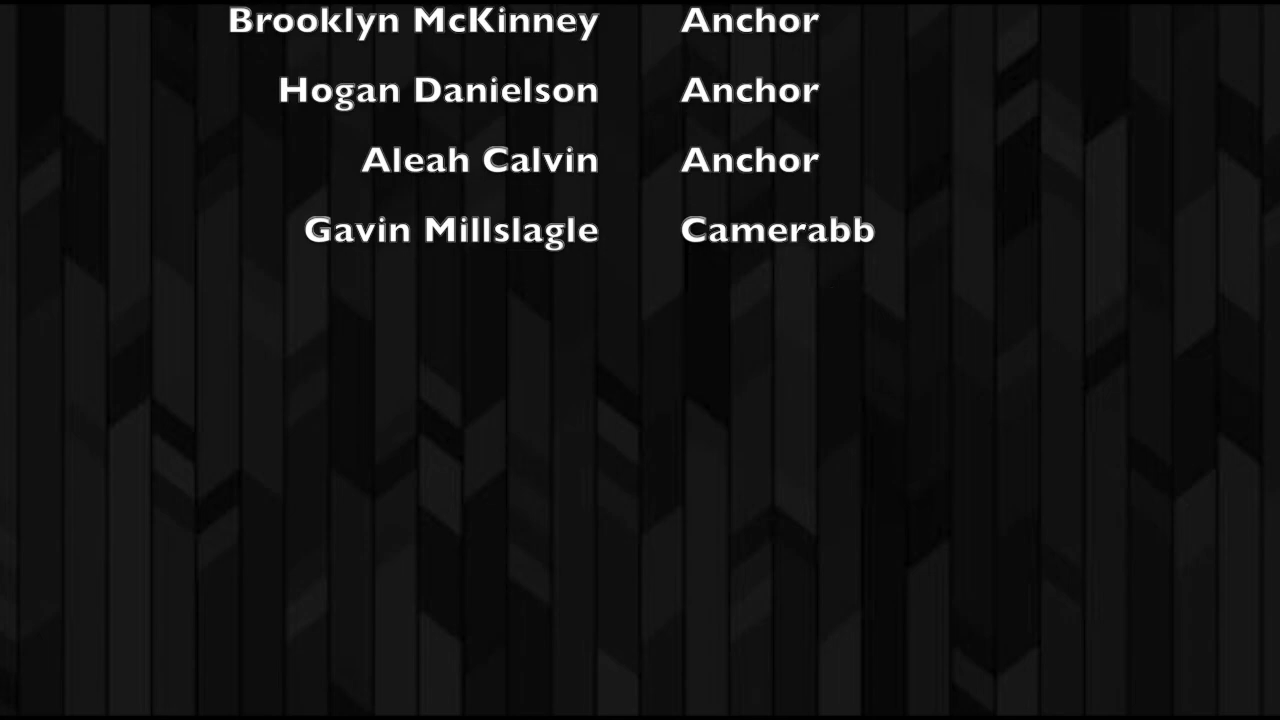 Brooklyn McKinney Anchor
Hogan Danielson Anchor
Aleah Calvin Anchor
Gavin Millslagle Camerabb